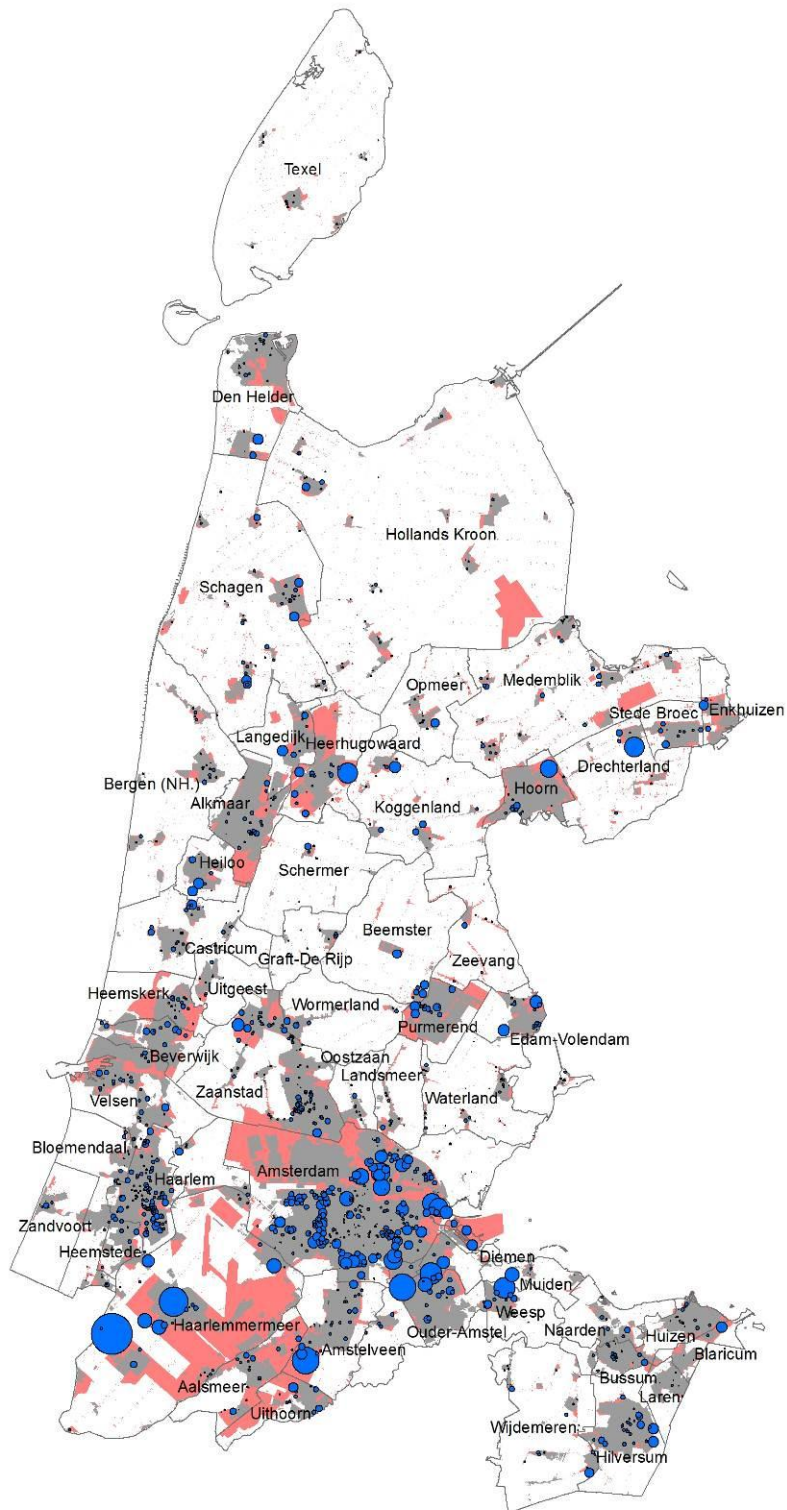 Texel
Den Helder
Hollands Kroon
Schagen
Opmeer
Medemblik
Stede Broec
Enkhuizen
Langedijk
Heerhugowaard
Drechterland
Bergen (NH.)
Hoorn
Alkmaar
Koggenland
Heiloo
Schermer
Beemster
Castricum
Graft-De Rijp
Zeevang
Uitgeest
Heemskerk
Wormerland
Purmerend
Edam-Volendam
Beverwijk
Oostzaan
Landsmeer
Zaanstad
Waterland
Velsen
Bloemendaal
Amsterdam
Haarlem
Zandvoort
Heemstede
Diemen
Muiden
Weesp
Haarlemmermeer
Ouder-Amstel
Naarden
Huizen
Amstelveen
Blaricum
Bussum
Aalsmeer
Laren
Uithoorn
Wijdemeren
Hilversum